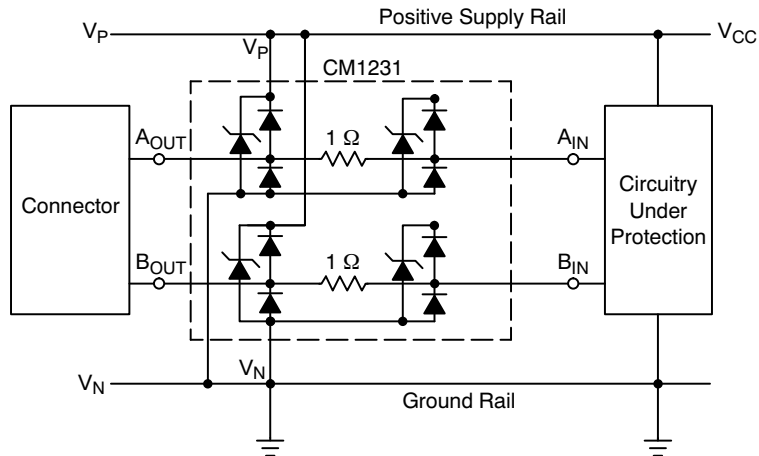 Positive Supply Rail
V_P
V_CC
V_P
CM1231
A_OUT
1 Ω
A_IN
Connector
Circuitry
Under
Protection
B_OUT
1 Ω
B_IN
V_N
V_N
Ground Rail